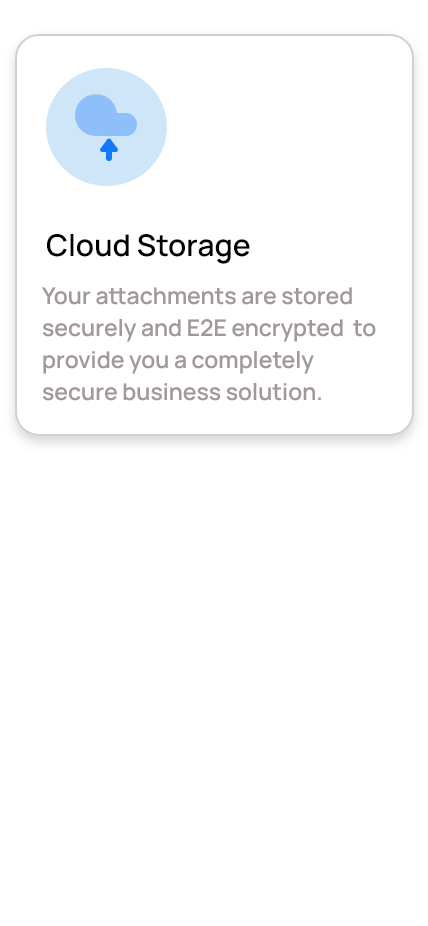 Cloud Storage
Your attachments are stored
securely and E2E encrypted  to
provide you a completely
secure business solution.